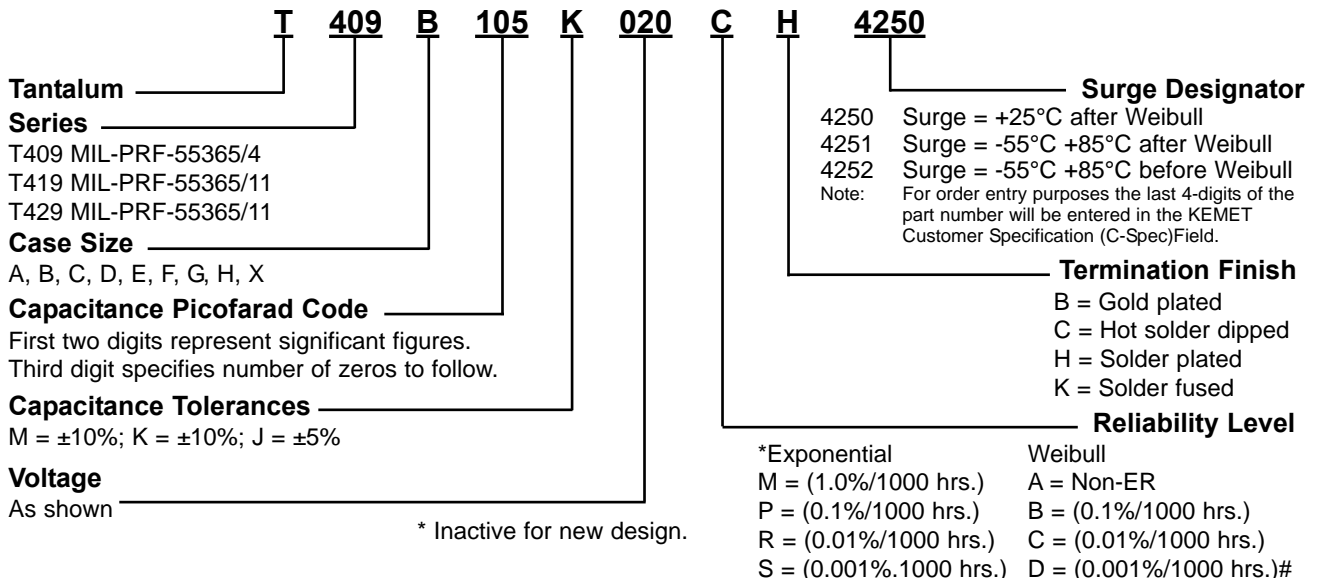 T 409 B 105 K 020 C H 4250
Tantalum
Series
T409 MIL-PRF-55365/4
T419 MIL-PRF-55365/11
T429 MIL-PRF-55365/11
Case Size
A, B, C, D, E, F, G, H, X
Capacitance Picofarad Code
First two digits represent significant figures.
Third digit specifies number of zeros to follow.
Capacitance Tolerances
M = ±10%; K = ±10%; J = ±5%
Voltage
As shown
* Inactive for new design.
Surge Designator
4250 Surge = +25°C after Weibull
4251 Surge = -55°C +85°C after Weibull
4252 Surge = -55°C +85°C before Weibull
Note: For order entry purposes the last 4-digits of the
part number will be entered in the KEMET
Customer Specification (C-Spec)Field.
Termination Finish
B = Gold plated
C = Hot solder dipped
H = Solder plated
K = Solder fused
Reliability Level
*Exponential Weibull
M = (1.0%/1000 hrs.) A = Non-ER
P = (0.1%/1000 hrs.) B = (0.1%/1000 hrs.)
R = (0.01%/1000 hrs.) C = (0.01%/1000 hrs.)
S = (0.001%.1000 hrs.) D = (0.001%/1000 hrs.)#